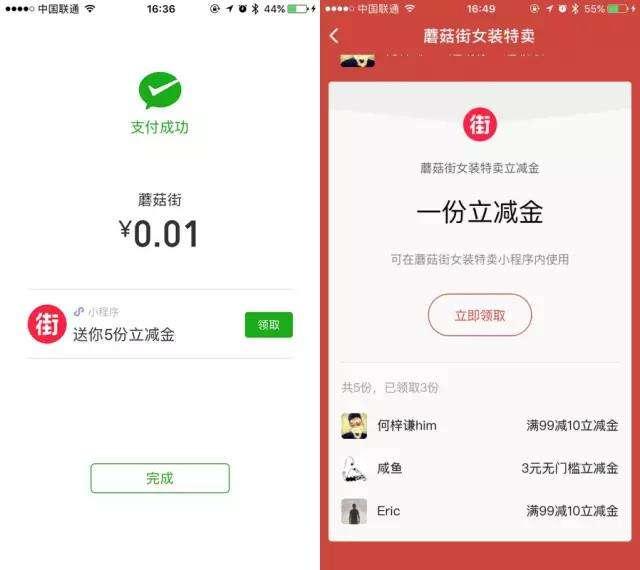 中国联通
16:36
44%
支付成功
蘑菇街
¥0.01
街
小程序
送你5份立减金
领取
完成
中国联通
16:49
55%
蘑菇街女装特卖
街
蘑菇街女装特卖立减金
一份立减金
可在蘑菇街女装特卖小程序内使用
立即领取
共5份，已领取3份
何梓谦him
满99减10立减金
咸鱼
3元无门槛立减金
Eric
满99减10立减金